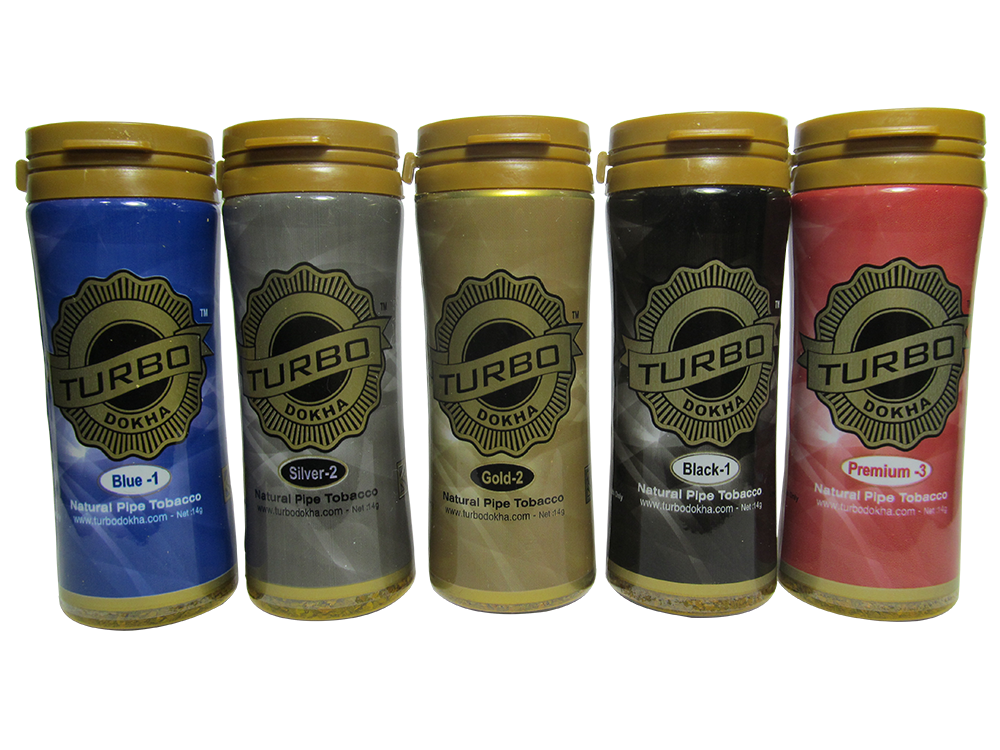 TM
TURBO
DOKHA
Blue -1
Natural Pipe Tobacco
www.turbodokha.com - Net :14g
TM
TURBO
DOKHA
Silver-2
Natural Pipe Tobacco
www.turbodokha.com - Net :14g
TM
TURBO
DOKHA
Gold-2
Natural Pipe Tobacco
www.turbodokha.com - Net :14g
TM
TURBO
DOKHA
Black-1
Natural Pipe Tobacco
www.turbodokha.com - Net :14g
TURBO
DOKHA
Premium -3
Natural Pipe Tobacco
www.turbodokha.com - Net :14g